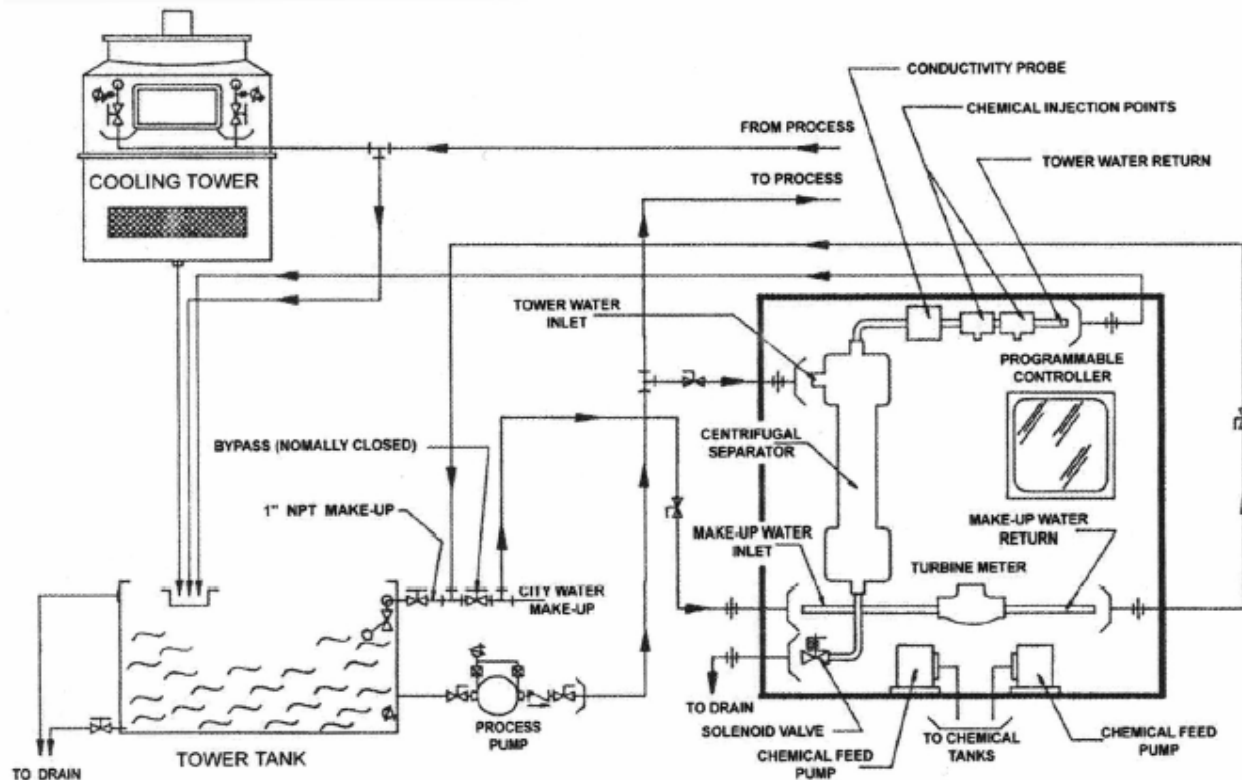 CONDUCTIVITY PROBE
CHEMICAL INJECTION POINTS
FROM PROCESS
TOWER WATER RETURN
COOLING TOWER
TO PROCESS
TOWER WATER
INLET
PROGRAMMABLE
CONTROLLER
BYPASS (NOMALLY CLOSED)
CENTRIFUGAL
SEPARATOR
1" NPT MAKE-UP
MAKE-UP WATER
INLET
MAKE-UP WATER
RETURN
TURBINE METER
CITY WATER
MAKE-UP
PROCESS
PUMP
TO DRAIN
SOLENOID VALVE
TO CHEMICAL
TANKS
CHEMICAL FEED
PUMP
CHEMICAL FEED
PUMP
TOWER TANK
TO DRAIN